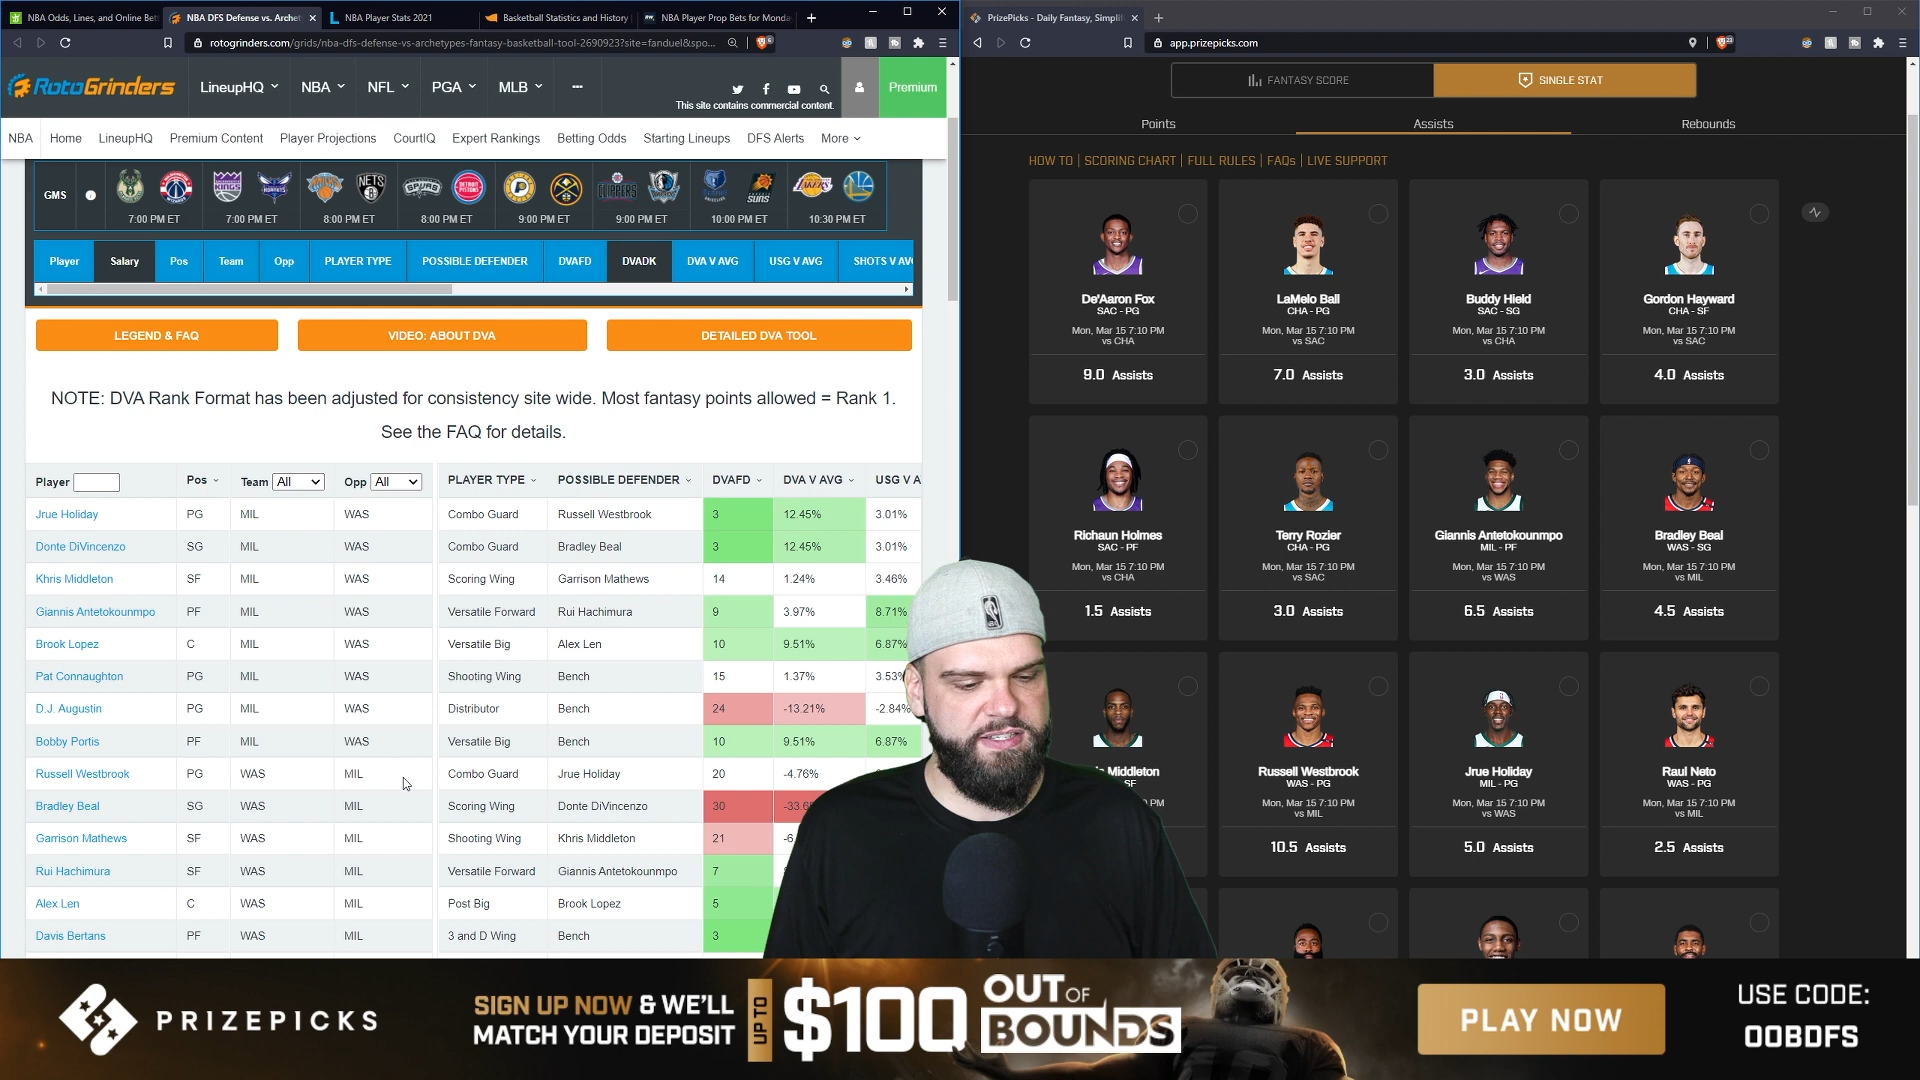 NBA Odds, Lines, and Online Bet
NBA DFS Defense vs. Archet
NBA Player Stats 2021
Basketball Statistics and History
NBA Player Prop Bets for Monda
rotogrinders.com/grids/nba-dfs-defense-vs-archetypes-fantasy-basketball-tool-2690923?site=fanduel&spo...
RotoGrinders
LineupHQ NBA NFL PGA MLB ...
This site contains commercial content.
Premium
NBA Home LineupHQ Premium Content Player Projections CourtIQ Expert Rankings Betting Odds Starting Lineups DFS Alerts More
GMS
7:00 PM ET 7:00 PM ET 8:00 PM ET 8:00 PM ET 9:00 PM ET 9:00 PM ET 10:00 PM ET 10:30 PM ET
Player Salary Pos Team Opp PLAYER TYPE POSSIBLE DEFENDER DVAFD DVADK DVA V AVG USG V AVG SHOTS V AVG
LEGEND & FAQ VIDEO: ABOUT DVA DETAILED DVA TOOL
NOTE: DVA Rank Format has been adjusted for consistency site wide. Most fantasy points allowed = Rank 1.
See the FAQ for details.
Player Pos Team All Opp All PLAYER TYPE POSSIBLE DEFENDER DVAFD DVA V AVG USG V A
Jrue Holiday PG MIL WAS Combo Guard Russell Westbrook 3 12.45% 3.01%
Donte DiVincenzo SG MIL WAS Combo Guard Bradley Beal 3 12.45% 3.01%
Khris Middleton SF MIL WAS Scoring Wing Garrison Mathews 14 1.24% 3.46%
Giannis Antetokounmpo PF MIL WAS Versatile Forward Rui Hachimura 9 3.97% 8.71%
Brook Lopez C MIL WAS Versatile Big Alex Len 10 9.51% 6.87%
Pat Connaughton PG MIL WAS Shooting Wing Bench 15 1.37% 3.53%
D.J. Augustin PG MIL WAS Distributor Bench 24 -13.21% -2.84%
Bobby Portis PF MIL WAS Versatile Big Bench 10 9.51% 6.87%
Russell Westbrook PG WAS MIL Combo Guard Jrue Holiday 20 -4.76%
Bradley Beal SG WAS MIL Scoring Wing Donte DiVincenzo 30 -33.6
Garrison Mathews SF WAS MIL Shooting Wing Khris Middleton 21 -6
Rui Hachimura SF WAS MIL Versatile Forward Giannis Antetokounmpo 7
Alex Len C WAS MIL Post Big Brook Lopez 5
Davis Bertans PF WAS MIL 3 and D Wing Bench 3
PrizePicks - Daily Fantasy, Simplif
app.prizepicks.com
FANTASY SCORE SINGLE STAT
Points Assists Rebounds
HOW TO | SCORING CHART | FULL RULES | FAQs | LIVE SUPPORT
De'Aaron Fox
SAC - PG
Mon, Mar 15 7:10 PM
vs CHA
9.0 Assists
LaMelo Ball
CHA - PG
Mon, Mar 15 7:10 PM
vs SAC
7.0 Assists
Buddy Hield
SAC - SG
Mon, Mar 15 7:10 PM
vs CHA
3.0 Assists
Gordon Hayward
CHA - SF
Mon, Mar 15 7:10 PM
vs SAC
4.0 Assists
Richaun Holmes
SAC - PF
Mon, Mar 15 7:10 PM
vs CHA
1.5 Assists
Terry Rozier
CHA - PG
Mon, Mar 15 7:10 PM
vs SAC
3.0 Assists
Giannis Antetokounmpo
MIL - PF
Mon, Mar 15 7:10 PM
vs WAS
6.5 Assists
Bradley Beal
WAS - SG
Mon, Mar 15 7:10 PM
vs MIL
4.5 Assists
Middleton
SF
Mar 15 7:10 PM
vs WAS
Assists
Russell Westbrook
WAS - PG
Mon, Mar 15 7:10 PM
vs MIL
10.5 Assists
Jrue Holiday
MIL - PG
Mon, Mar 15 7:10 PM
vs WAS
5.0 Assists
Raul Neto
WAS - PG
Mon, Mar 15 7:10 PM
vs MIL
2.5 Assists
PRIZEPICKS
SIGN UP NOW & WE'LL
MATCH YOUR DEPOSIT
UP TO
$100
OUT OF
BOUNDS
PLAY NOW
USE CODE:
OOBDFS